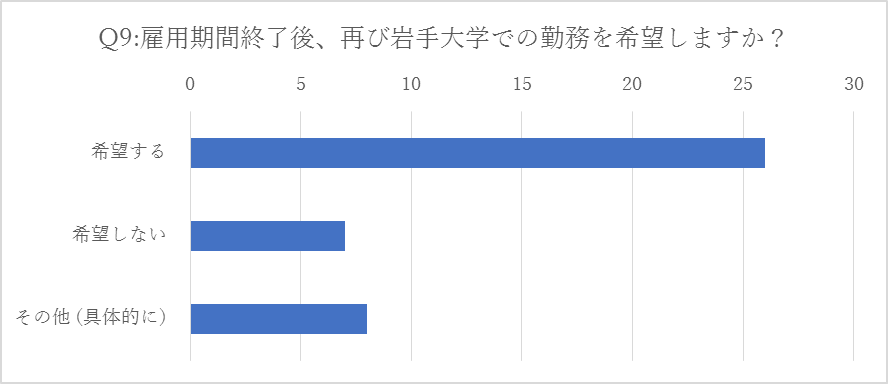 Q9:雇用期間終了後、再び岩手大学での勤務を希望しますか？
0 5 10 15 20 25 30
希望する
希望しない
その他（具体的に）